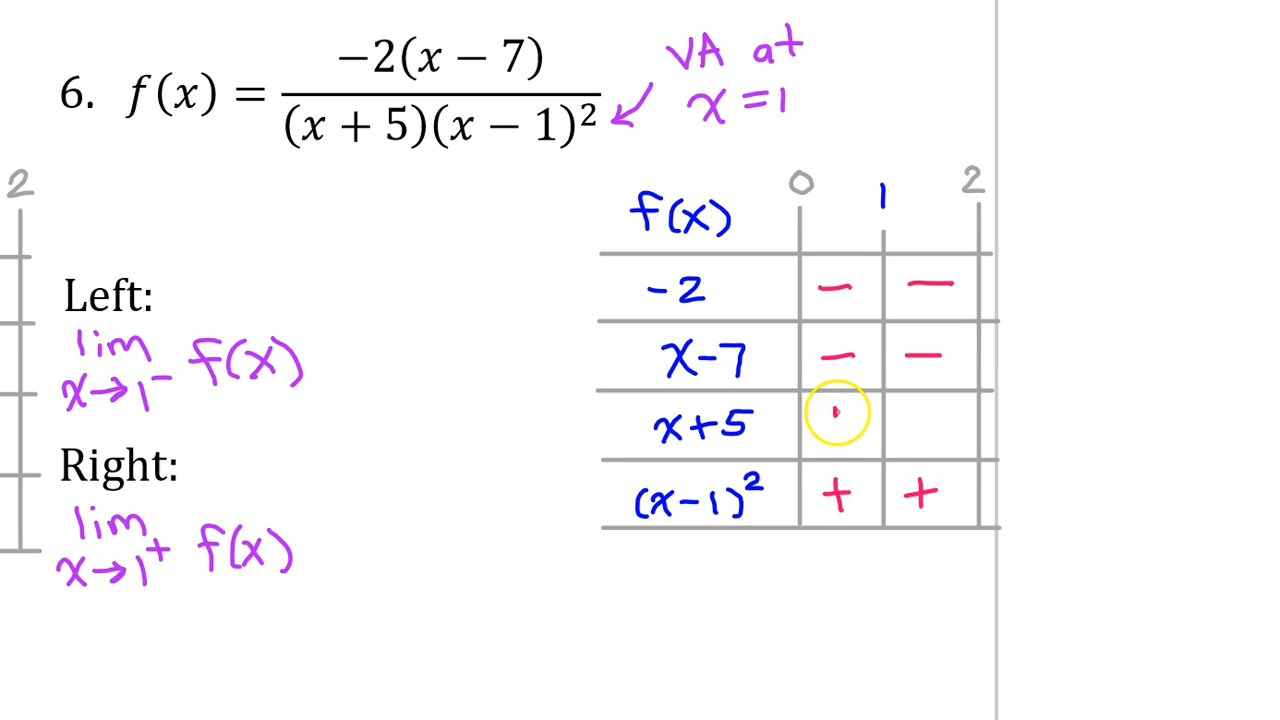 6. f(x) = −2(x − 7) / (x + 5)(x − 1)²
VA at
x = 1
2
0 1 2
f(x)
-2 − −
x-7 − −
x+5
(x-1)² + +
Left:
lim x→1⁻ f(x)
Right:
lim x→1⁺ f(x)